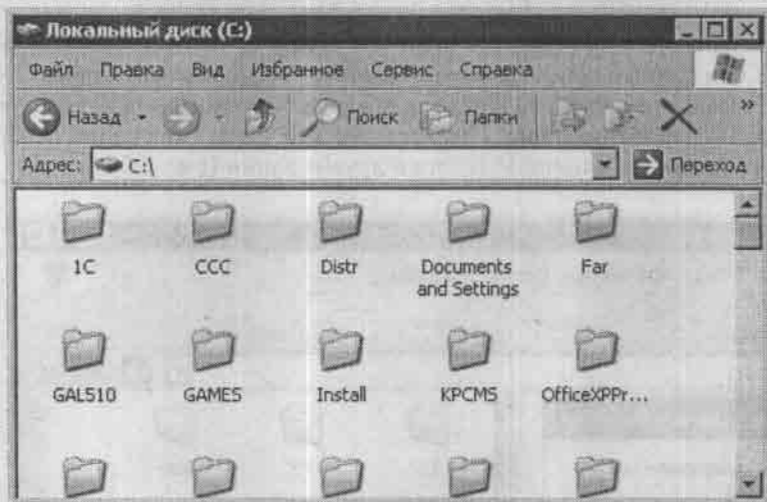 Локальный диск (C:)
Файл Правка Вид Избранное Сервис Справка
Назад Поиск Папки »
Адрес: C:\ Переход
1C CCC Distr Documents and Settings Far
GAL510 GAMES Install KPCMS OfficeXPPr...